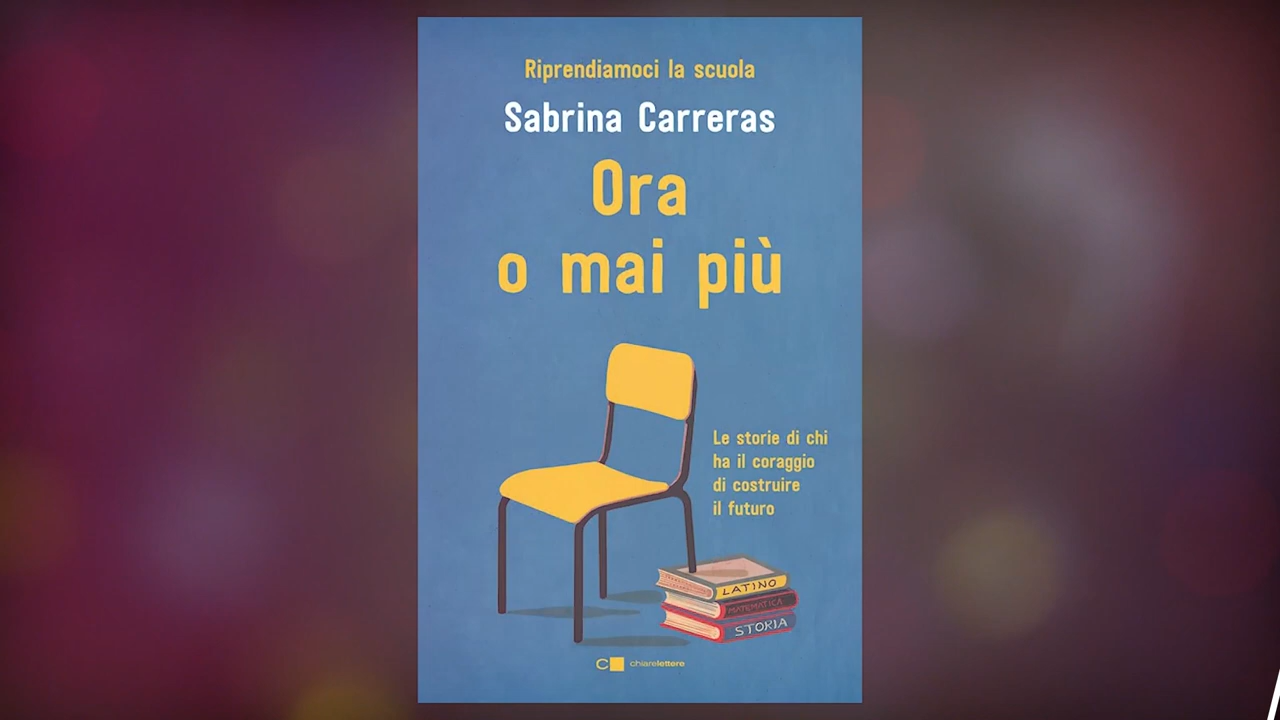 Riprendiamoci la scuola
Sabrina Carreras
Ora
o mai più
Le storie di chi
ha il coraggio
di costruire
il futuro
LATINO
MATEMATICA
STORIA
chiarelettere